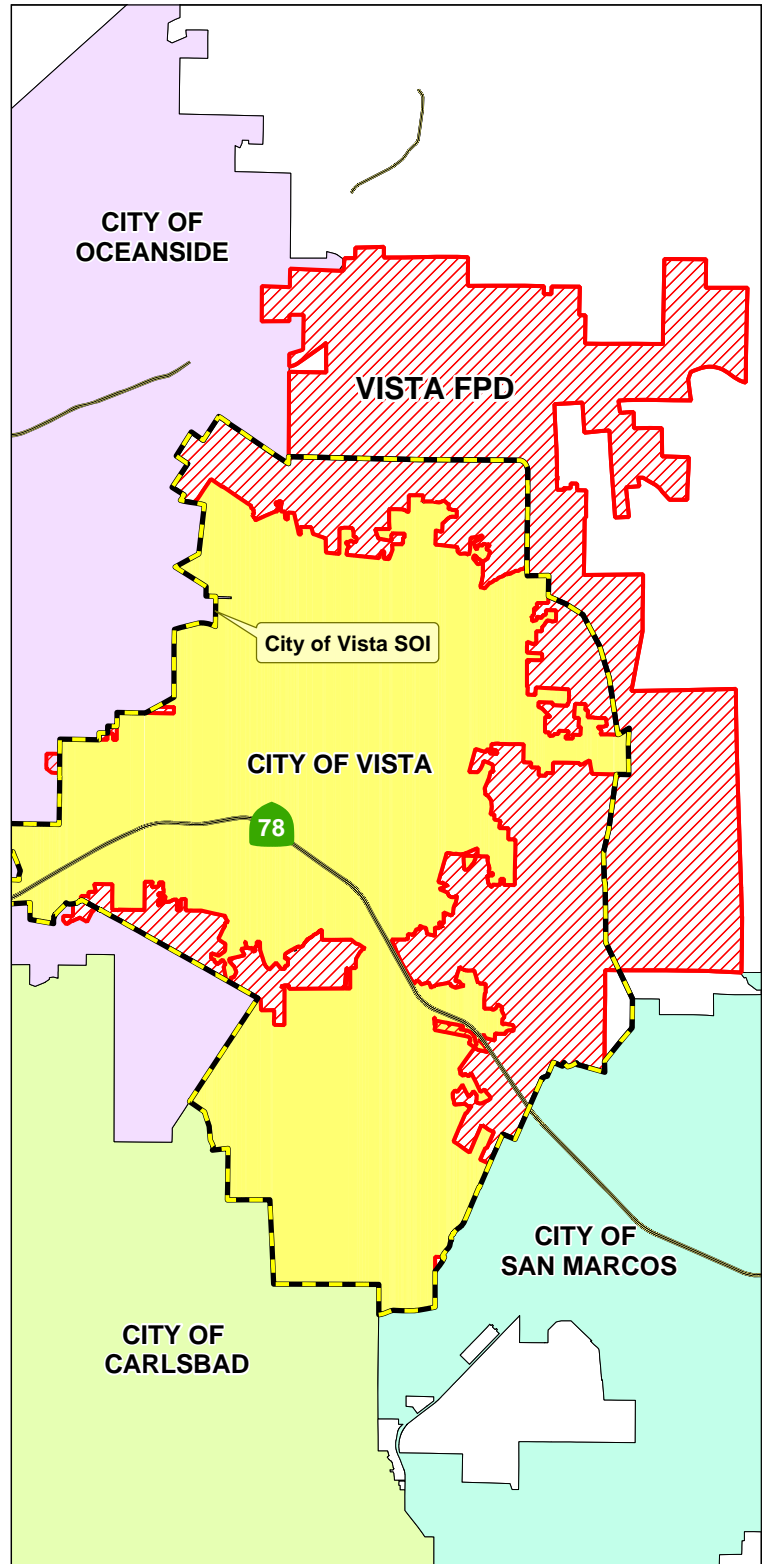 CITY OF
OCEANSIDE
VISTA FPD
City of Vista SOI
CITY OF VISTA
78
CITY OF
SAN MARCOS
CITY OF
CARLSBAD